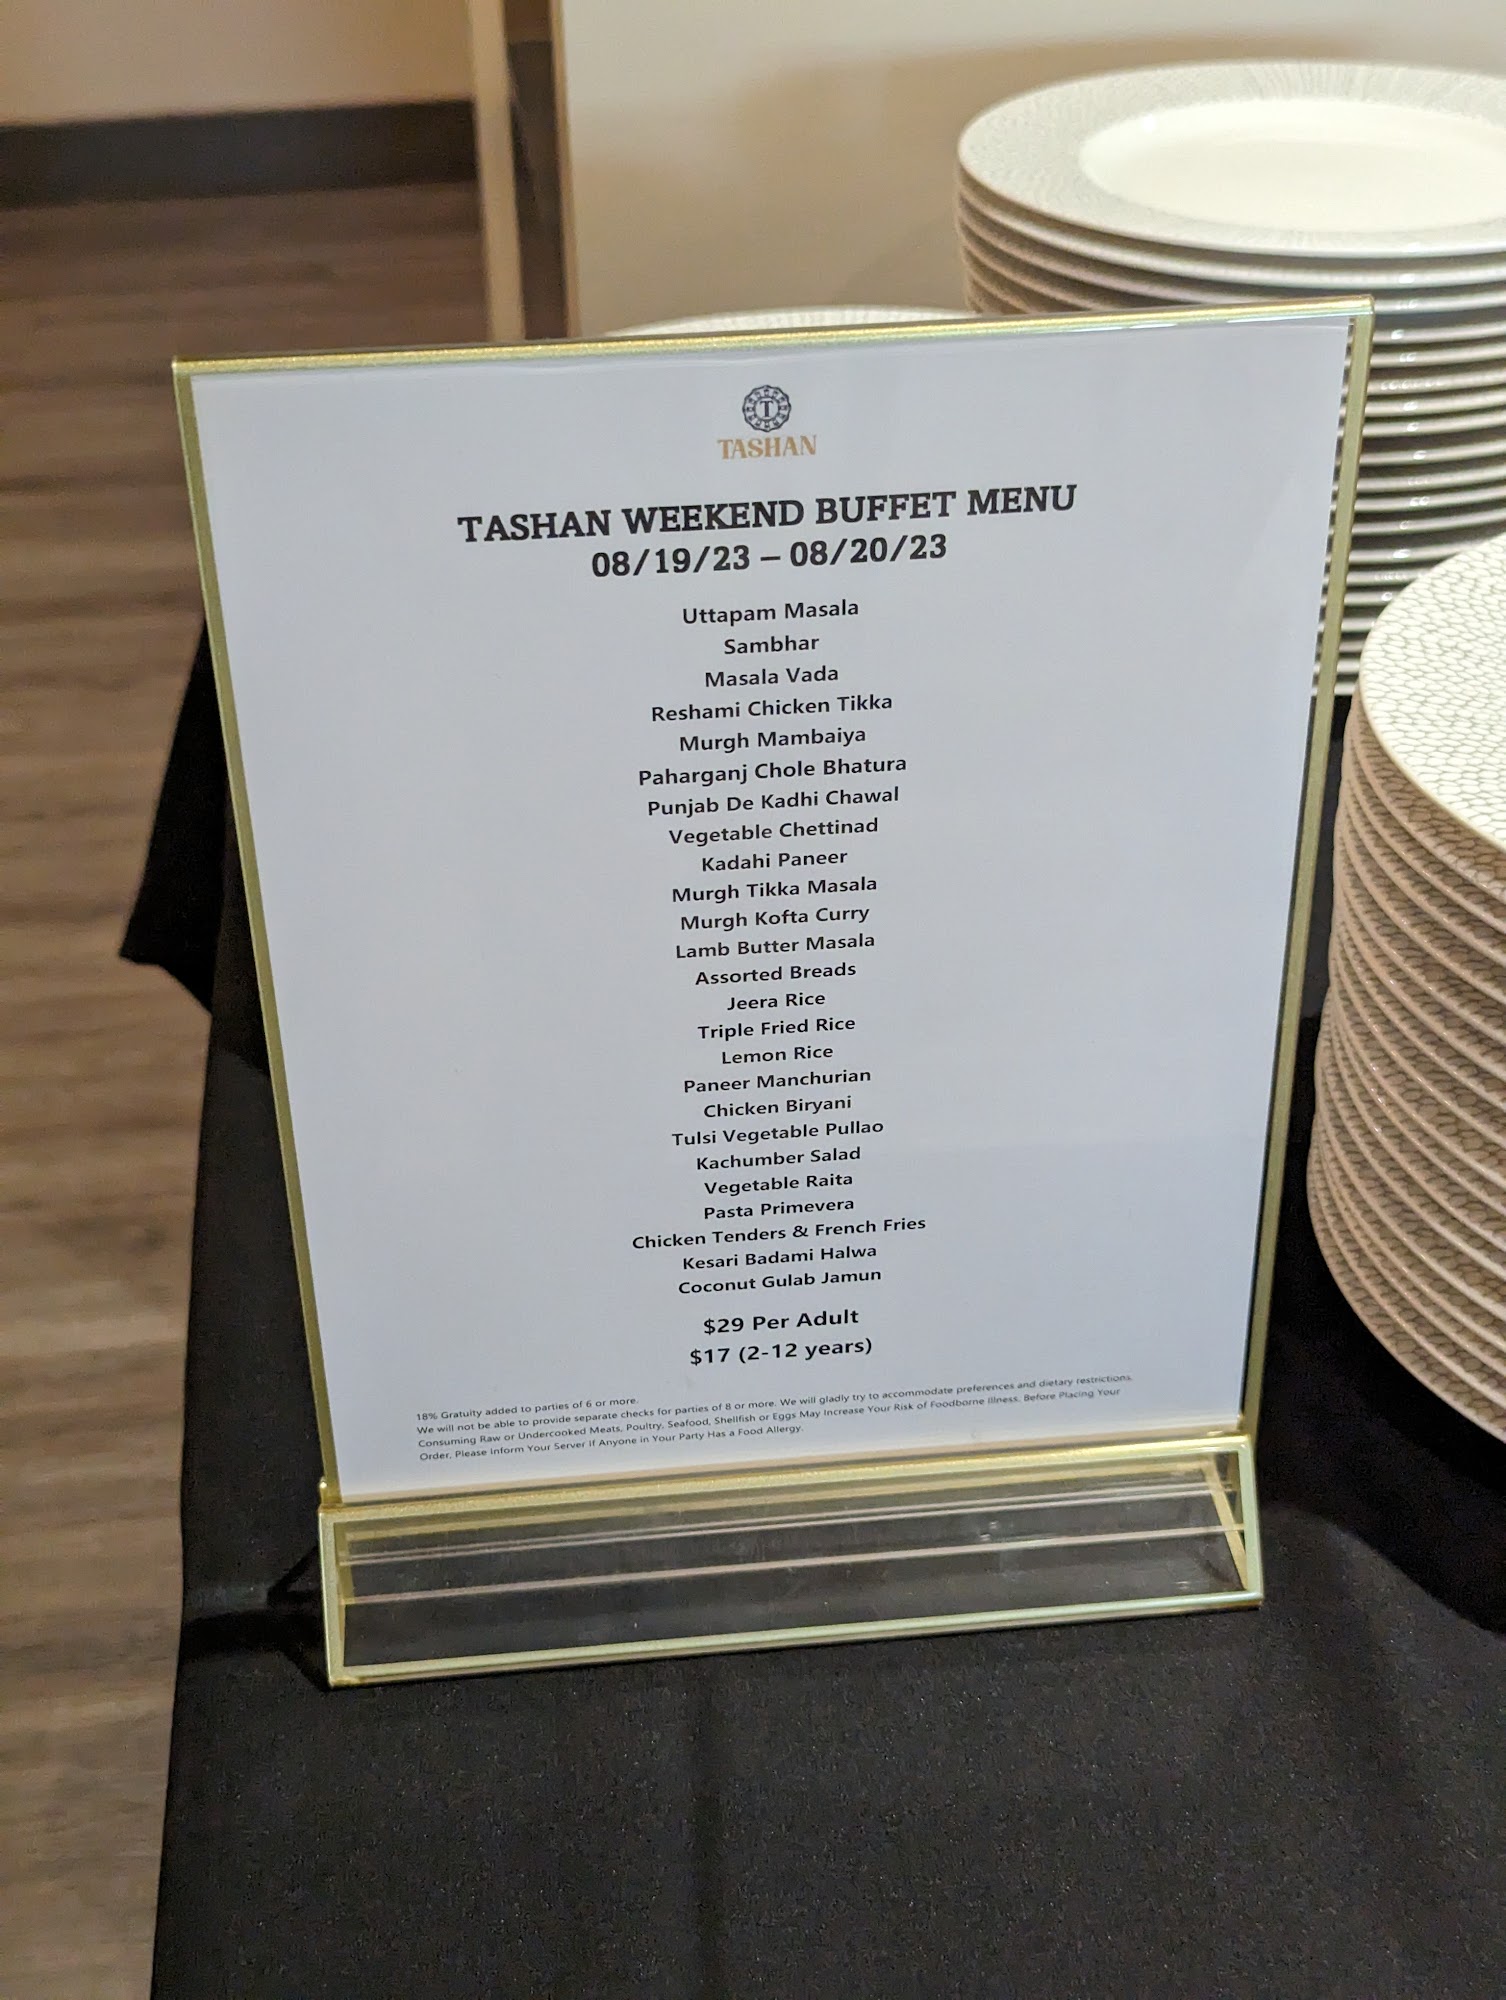 T
TASHAN
TASHAN WEEKEND BUFFET MENU
08/19/23 – 08/20/23
Uttapam Masala
Sambhar
Masala Vada
Reshami Chicken Tikka
Murgh Mambaiya
Paharganj Chole Bhatura
Punjab De Kadhi Chawal
Vegetable Chettinad
Kadahi Paneer
Murgh Tikka Masala
Murgh Kofta Curry
Lamb Butter Masala
Assorted Breads
Jeera Rice
Triple Fried Rice
Lemon Rice
Paneer Manchurian
Chicken Biryani
Tulsi Vegetable Pullao
Kachumber Salad
Vegetable Raita
Pasta Primevera
Chicken Tenders & French Fries
Kesari Badami Halwa
Coconut Gulab Jamun
$29 Per Adult
$17 (2-12 years)
18% Gratuity added to parties of 6 or more.
We will not be able to provide separate checks for parties of 8 or more. We will gladly try to accommodate preferences and dietary restrictions.
Consuming Raw or Undercooked Meats, Poultry, Seafood, Shellfish or Eggs May Increase Your Risk of Foodborne Illness. Before Placing Your
Order, Please Inform Your Server If Anyone in Your Party Has a Food Allergy.